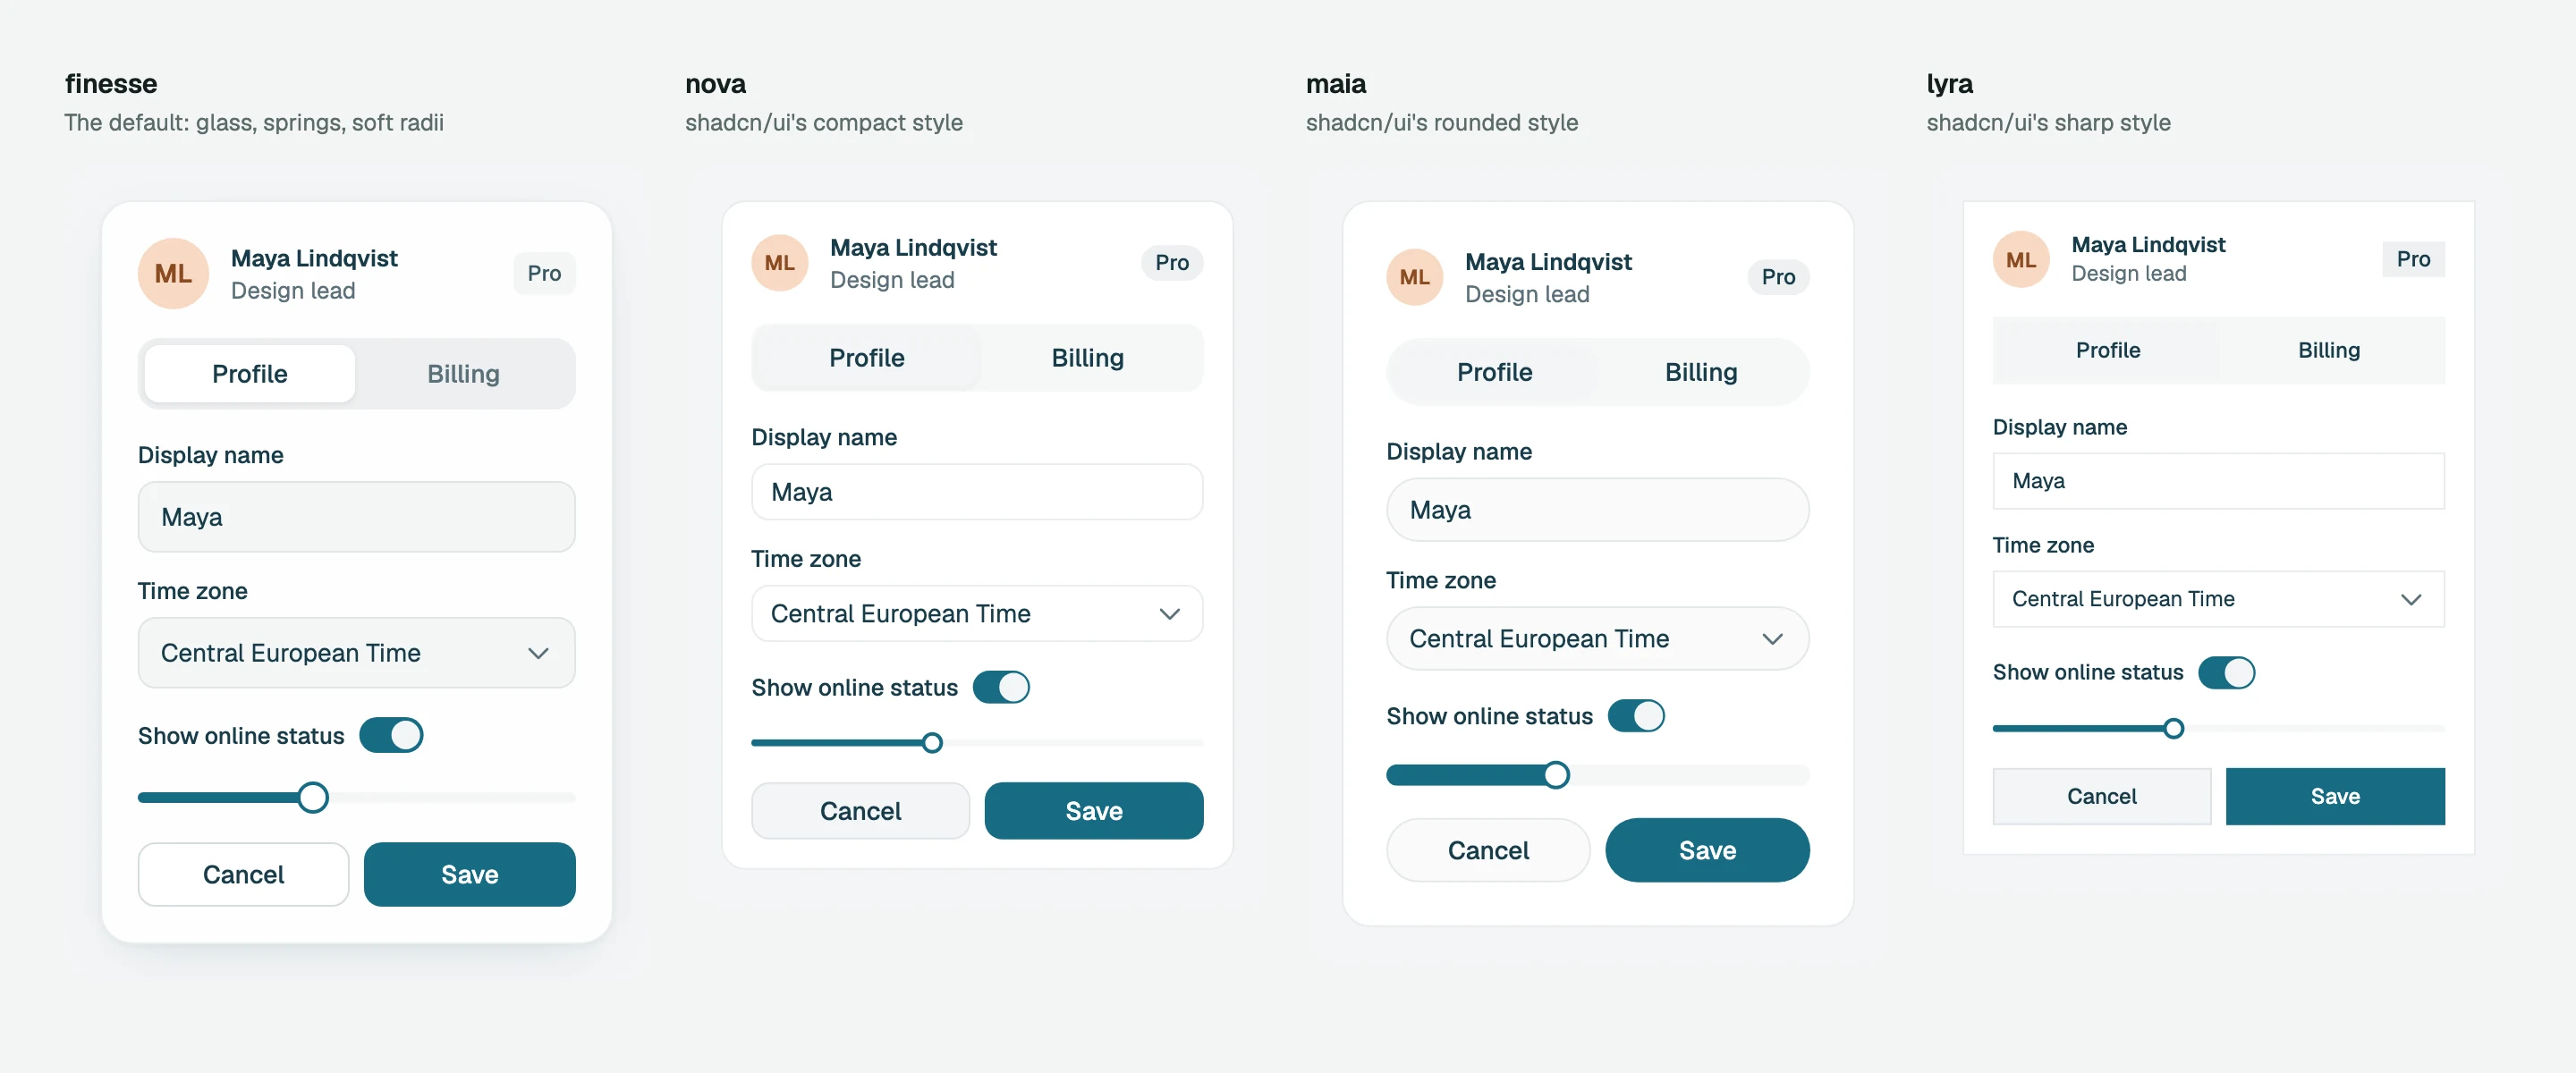 finesse
The default: glass, springs, soft radii
ML
Maya Lindqvist
Design lead
Pro
Profile
Billing
Display name
Maya
Time zone
Central European Time
Show online status
Cancel
Save
nova
shadcn/ui's compact style
ML
Maya Lindqvist
Design lead
Pro
Profile
Billing
Display name
Maya
Time zone
Central European Time
Show online status
Cancel
Save
maia
shadcn/ui's rounded style
ML
Maya Lindqvist
Design lead
Pro
Profile
Billing
Display name
Maya
Time zone
Central European Time
Show online status
Cancel
Save
lyra
shadcn/ui's sharp style
ML
Maya Lindqvist
Design lead
Pro
Profile
Billing
Display name
Maya
Time zone
Central European Time
Show online status
Cancel
Save